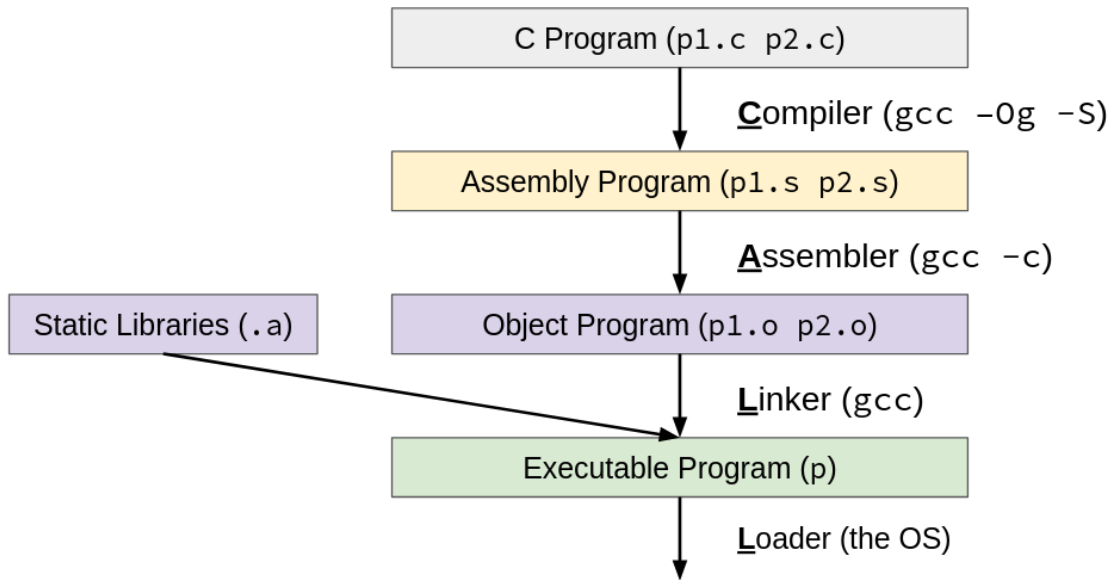 C Program (p1.c p2.c)
Compiler (gcc –Og -S)
Assembly Program (p1.s p2.s)
Assembler (gcc -c)
Static Libraries (.a)
Object Program (p1.o p2.o)
Linker (gcc)
Executable Program (p)
Loader (the OS)